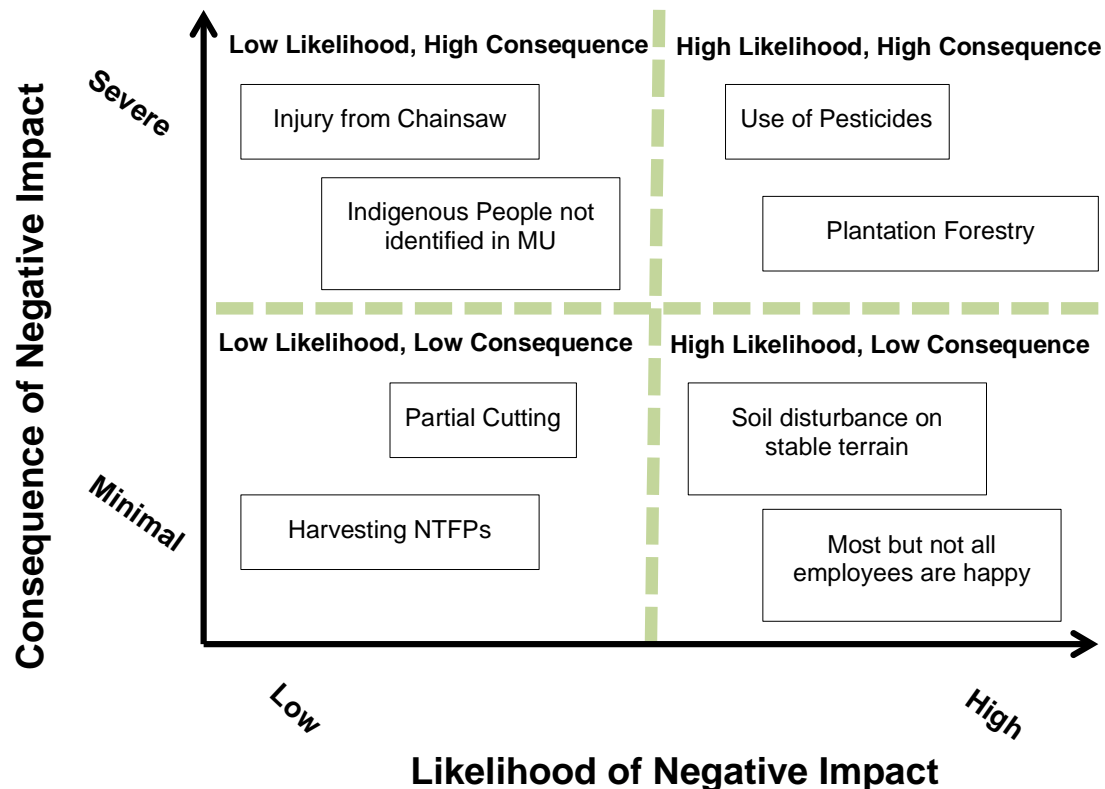 Consequence of Negative Impact
Severe
Minimal
Low Likelihood, High Consequence
Injury from Chainsaw
Indigenous People not
identified in MU
High Likelihood, High Consequence
Use of Pesticides
Plantation Forestry
Low Likelihood, Low Consequence
Partial Cutting
Harvesting NTFPs
High Likelihood, Low Consequence
Soil disturbance on
stable terrain
Most but not all
employees are happy
Low
High
Likelihood of Negative Impact